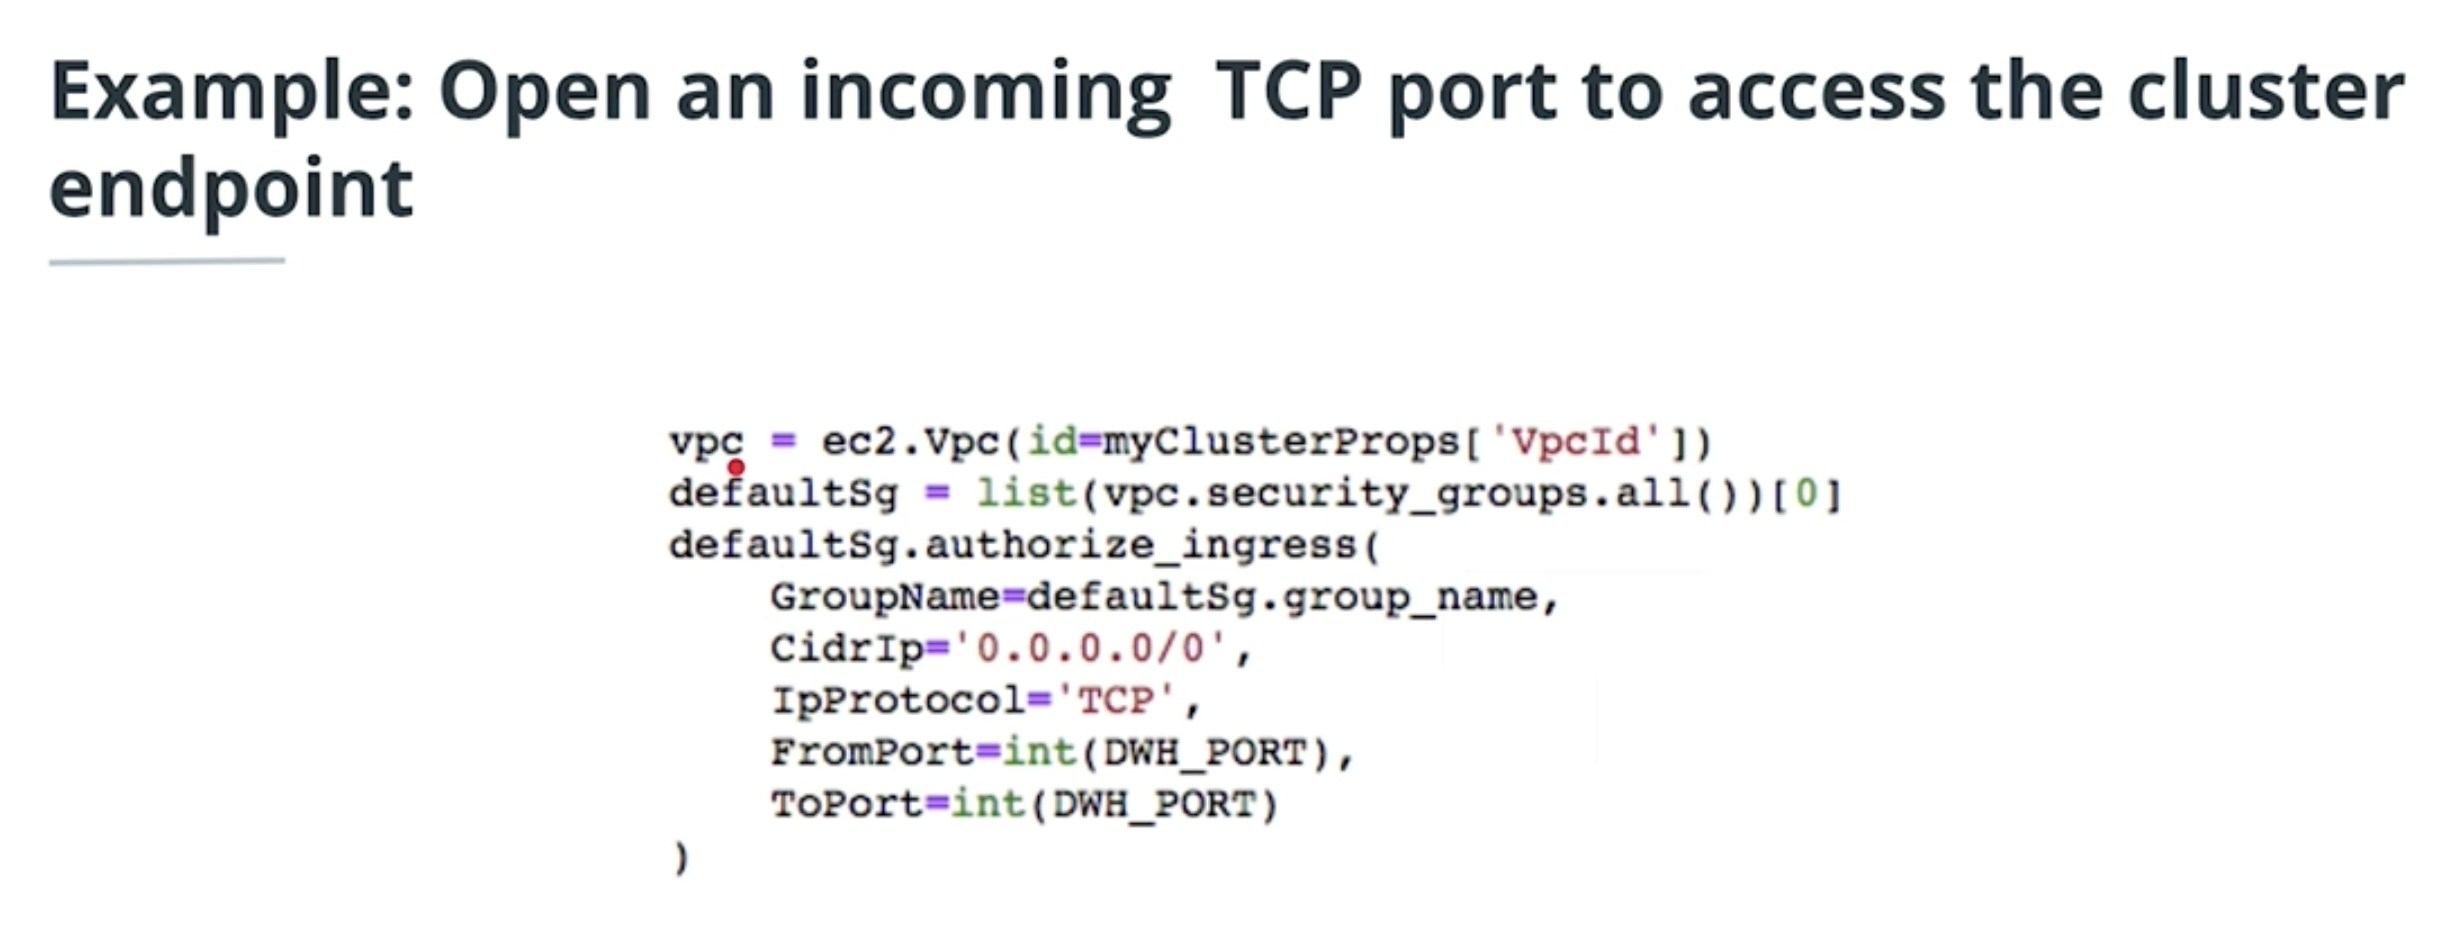 Example: Open an incoming  TCP port to access the cluster
endpoint
vpc = ec2.Vpc(id=myClusterProps['VpcId'])
defaultSg = list(vpc.security_groups.all())[0]
defaultSg.authorize_ingress(
    GroupName=defaultSg.group_name,
    CidrIp='0.0.0.0/0',
    IpProtocol='TCP',
    FromPort=int(DWH_PORT),
    ToPort=int(DWH_PORT)
)